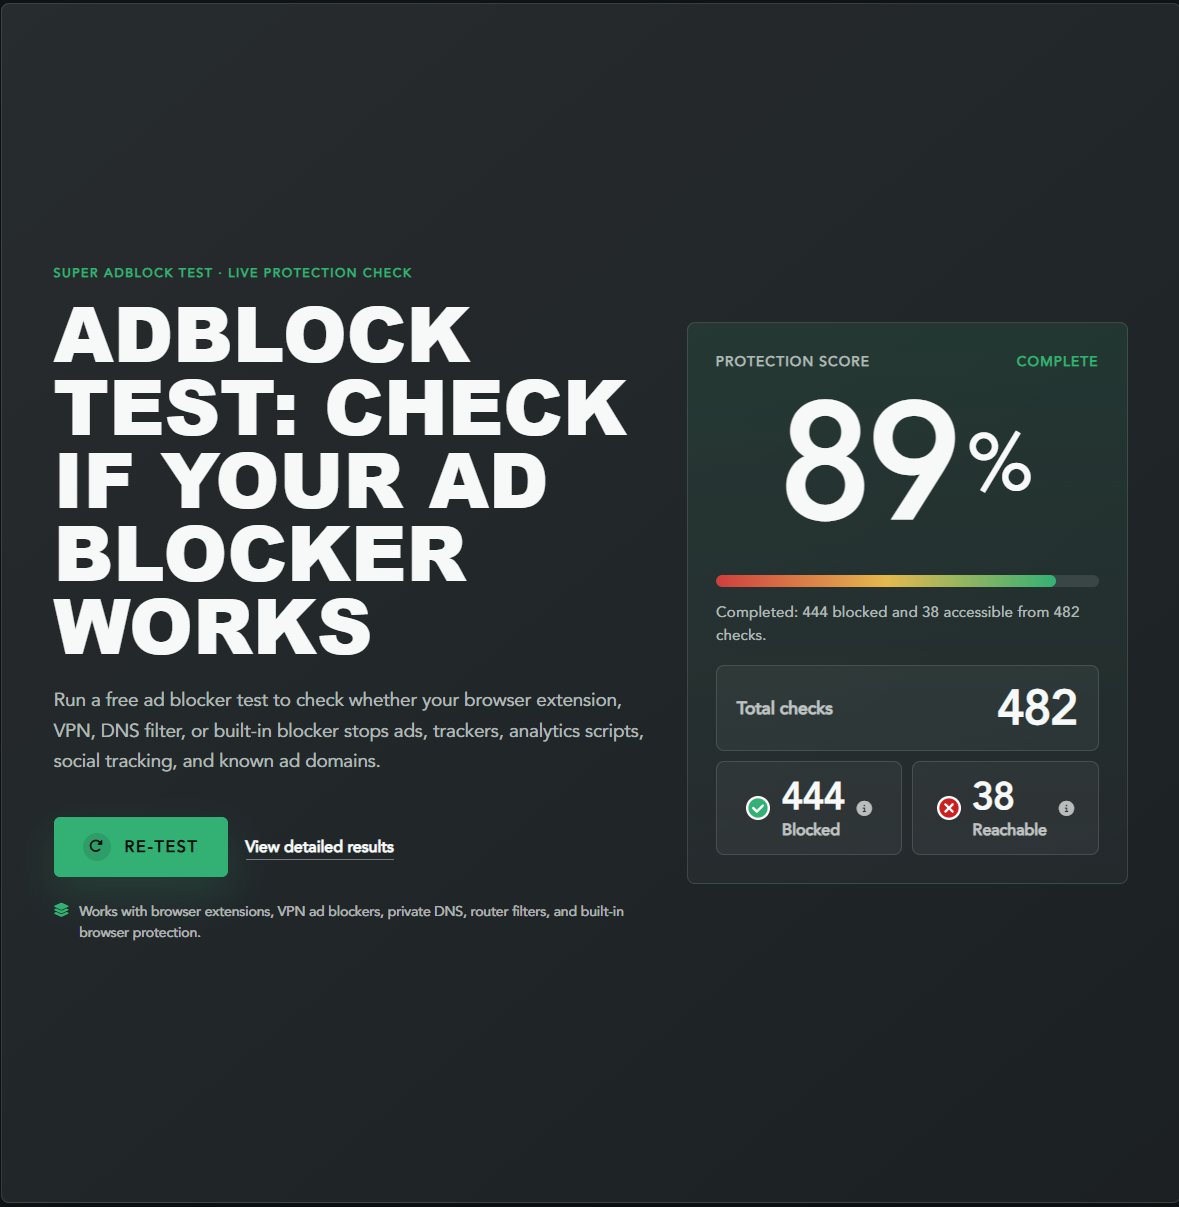 SUPER ADBLOCK TEST · LIVE PROTECTION CHECK
ADBLOCK
TEST: CHECK
IF YOUR AD
BLOCKER
WORKS
Run a free ad blocker test to check whether your browser extension,
VPN, DNS filter, or built-in blocker stops ads, trackers, analytics scripts,
social tracking, and known ad domains.
RE-TEST
View detailed results
Works with browser extensions, VPN ad blockers, private DNS, router filters, and built-in
browser protection.
PROTECTION SCORE
COMPLETE
89%
Completed: 444 blocked and 38 accessible from 482
checks.
Total checks
482
444
Blocked
38
Reachable